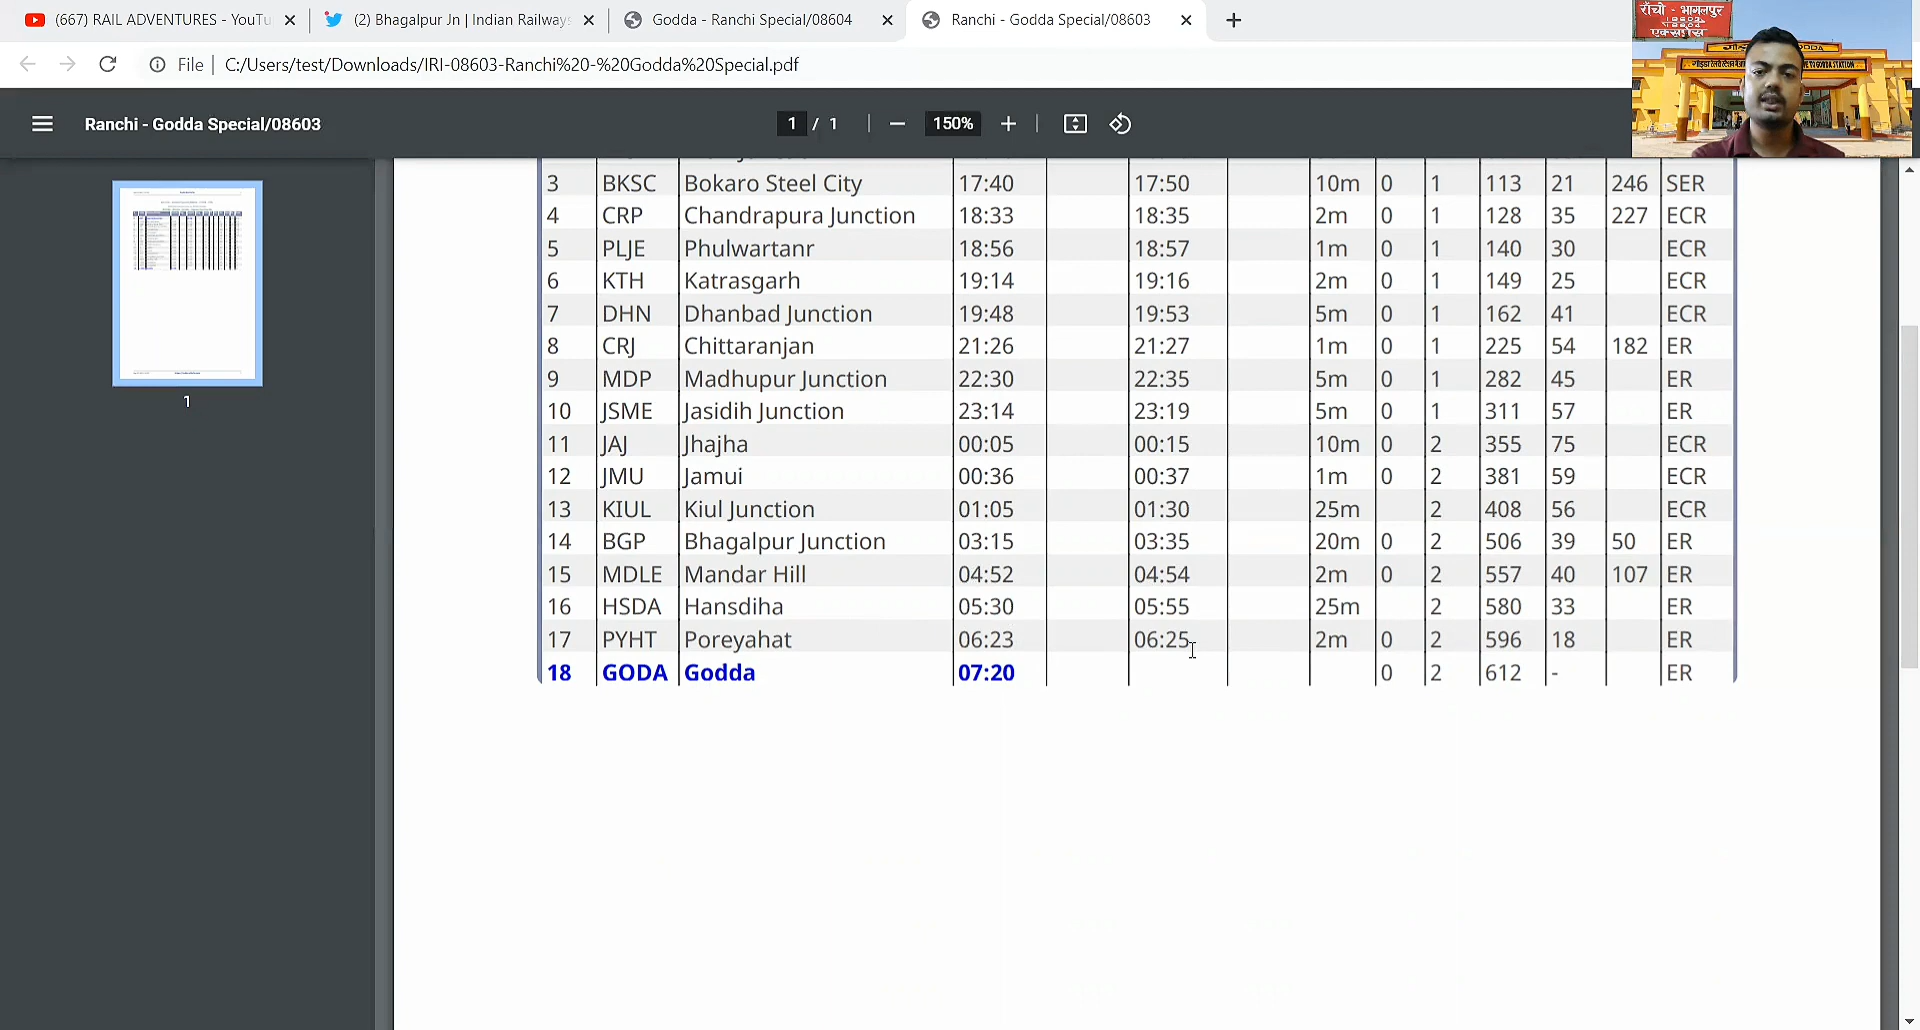 (667) RAIL ADVENTURES - YouTu
(2) Bhagalpur Jn | Indian Railways
Godda - Ranchi Special/08604
Ranchi - Godda Special/08603
File | C:/Users/test/Downloads/IRI-08603-Ranchi%20-%20Godda%20Special.pdf
राँची - भागलपुर
एक्सप्रेस
Ranchi - Godda Special/08603
1 / 1 150%
3 BKSC Bokaro Steel City 17:40 17:50 10m 0 1 113 21 246 SER
4 CRP Chandrapura Junction 18:33 18:35 2m 0 1 128 35 227 ECR
5 PLJE Phulwartanr 18:56 18:57 1m 0 1 140 30 ECR
6 KTH Katrasgarh 19:14 19:16 2m 0 1 149 25 ECR
7 DHN Dhanbad Junction 19:48 19:53 5m 0 1 162 41 ECR
8 CRJ Chittaranjan 21:26 21:27 1m 0 1 225 54 182 ER
9 MDP Madhupur Junction 22:30 22:35 5m 0 1 282 45 ER
10 JSME Jasidih Junction 23:14 23:19 5m 0 1 311 57 ER
11 JAJ Jhajha 00:05 00:15 10m 0 2 355 75 ECR
12 JMU Jamui 00:36 00:37 1m 0 2 381 59 ECR
13 KIUL Kiul Junction 01:05 01:30 25m 2 408 56 ECR
14 BGP Bhagalpur Junction 03:15 03:35 20m 0 2 506 39 50 ER
15 MDLE Mandar Hill 04:52 04:54 2m 0 2 557 40 107 ER
16 HSDA Hansdiha 05:30 05:55 25m 2 580 33 ER
17 PYHT Poreyahat 06:23 06:25 2m 0 2 596 18 ER
18 GODA Godda 07:20 0 2 612 - ER
1